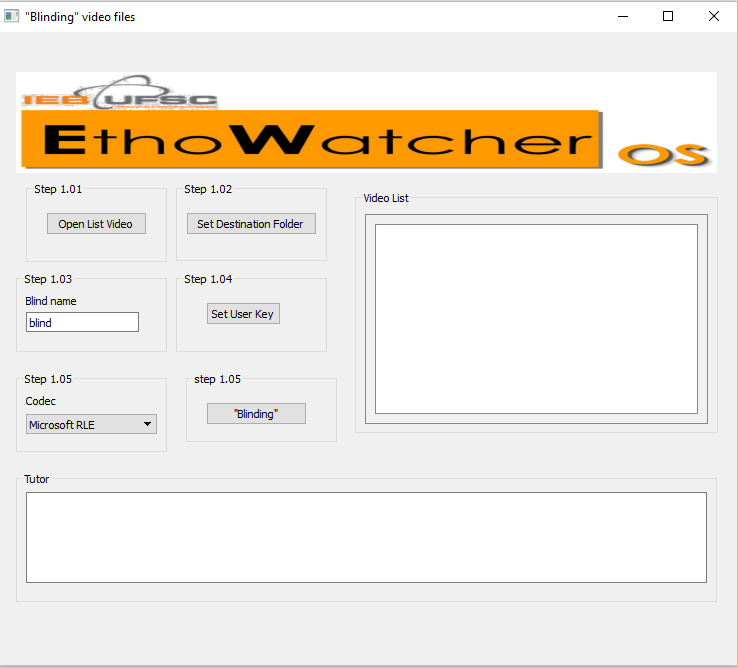 "Blinding" video files
IEB UFSC
EthoWatcher OS
Step 1.01
Open List Video
Step 1.02
Set Destination Folder
Step 1.03
Blind name
blind
Step 1.04
Set User Key
Step 1.05
Codec
Microsoft RLE
step 1.05
"Blinding"
Video List
Tutor